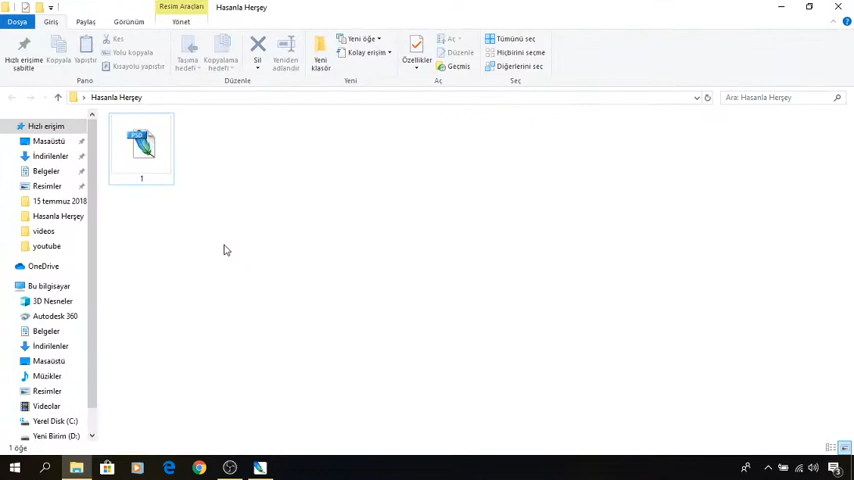 Resim Araçları
Hasanla Herşey
Dosya
Giriş
Paylaş
Görünüm
Yönet
Hızlı erişime sabitle
Kopyala
Yapıştır
Kes
Yolu kopyala
Kısayolu yapıştır
Pano
Taşıma hedefi
Kopyalama hedefi
Sil
Yeniden adlandır
Düzenle
Yeni klasör
Yeni öğe
Kolay erişim
Yeni
Özellikler
Aç
Düzenle
Geçmiş
Aç
Tümünü seç
Hiçbirini seçme
Diğerlerini seç
Seç
Hasanla Herşey
Ara: Hasanla Herşey
Hızlı erişim
Masaüstü
İndirilenler
Belgeler
Resimler
15 temmuz 2018
Hasanla Herşey
videos
youtube
OneDrive
Bu bilgisayar
3D Nesneler
Autodesk 360
Belgeler
İndirilenler
Masaüstü
Müzikler
Resimler
Videolar
Yerel Disk (C:)
Yeni Birim (D:)
PSD
1
1 öğe
3